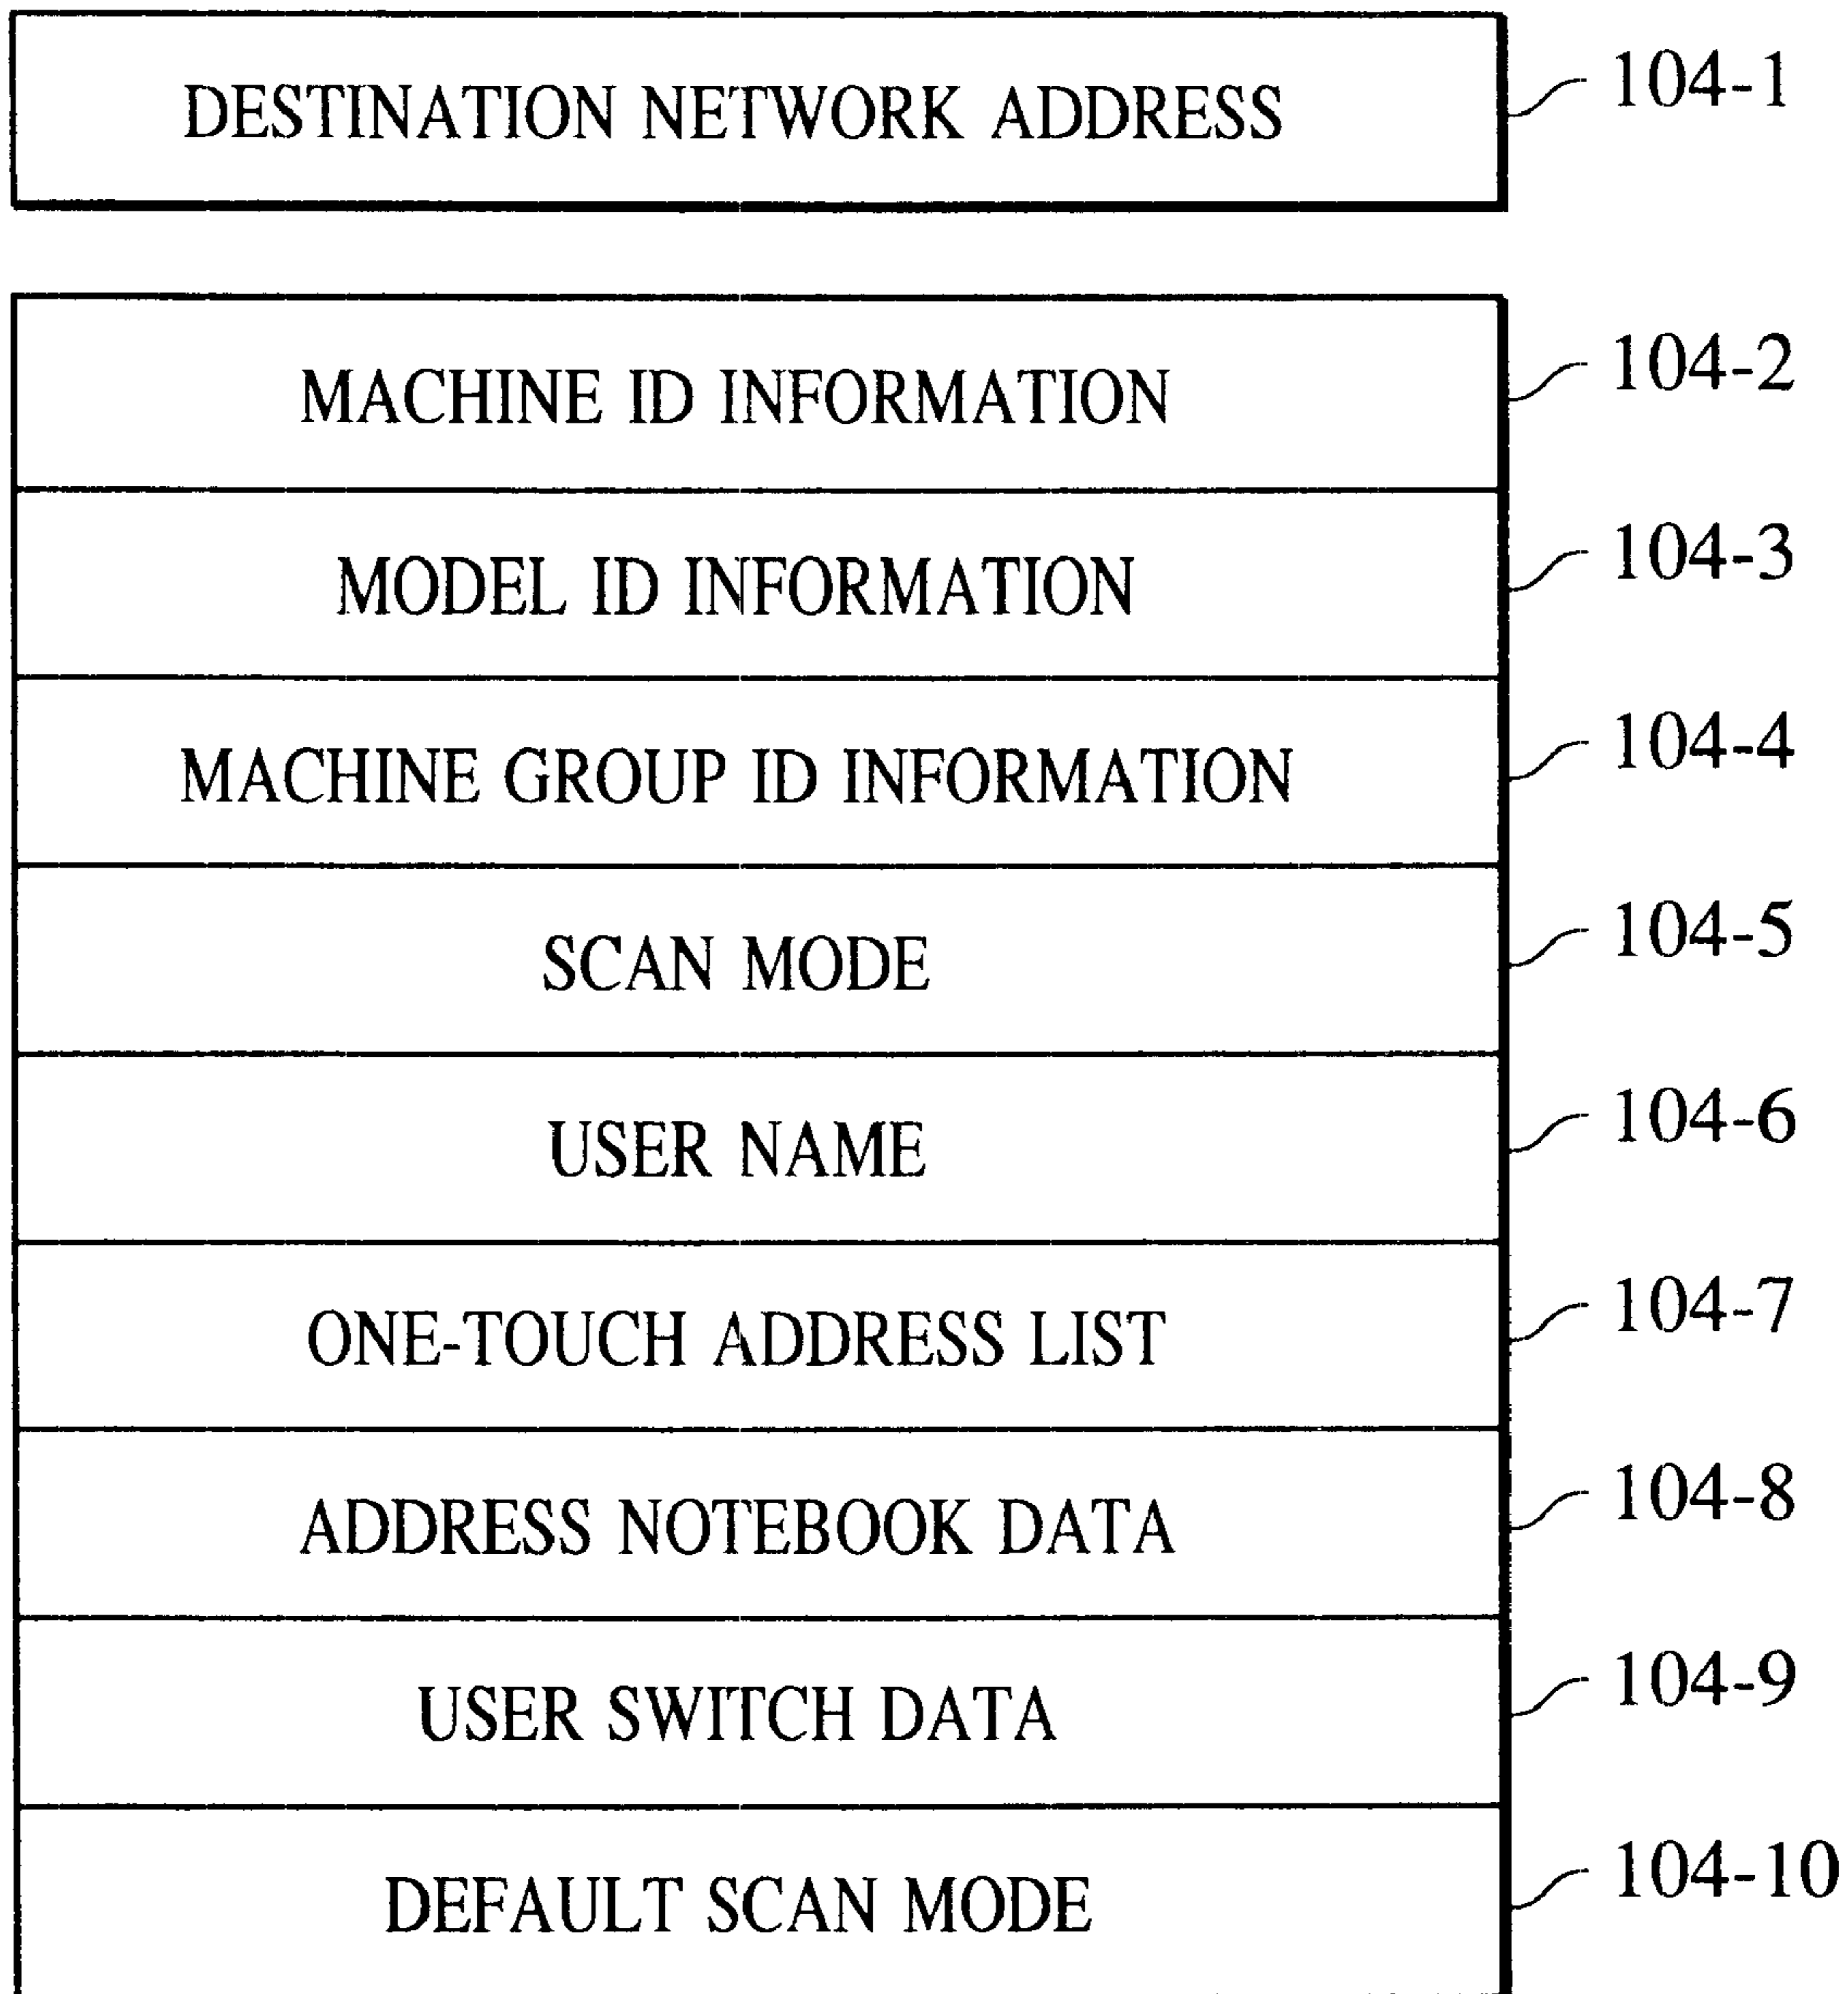 DESTINATION NETWORK ADDRESS 104-1
MACHINE ID INFORMATION 104-2
MODEL ID INFORMATION 104-3
MACHINE GROUP ID INFORMATION 104-4
SCAN MODE 104-5
USER NAME 104-6
ONE-TOUCH ADDRESS LIST 104-7
ADDRESS NOTEBOOK DATA 104-8
USER SWITCH DATA 104-9
DEFAULT SCAN MODE 104-10